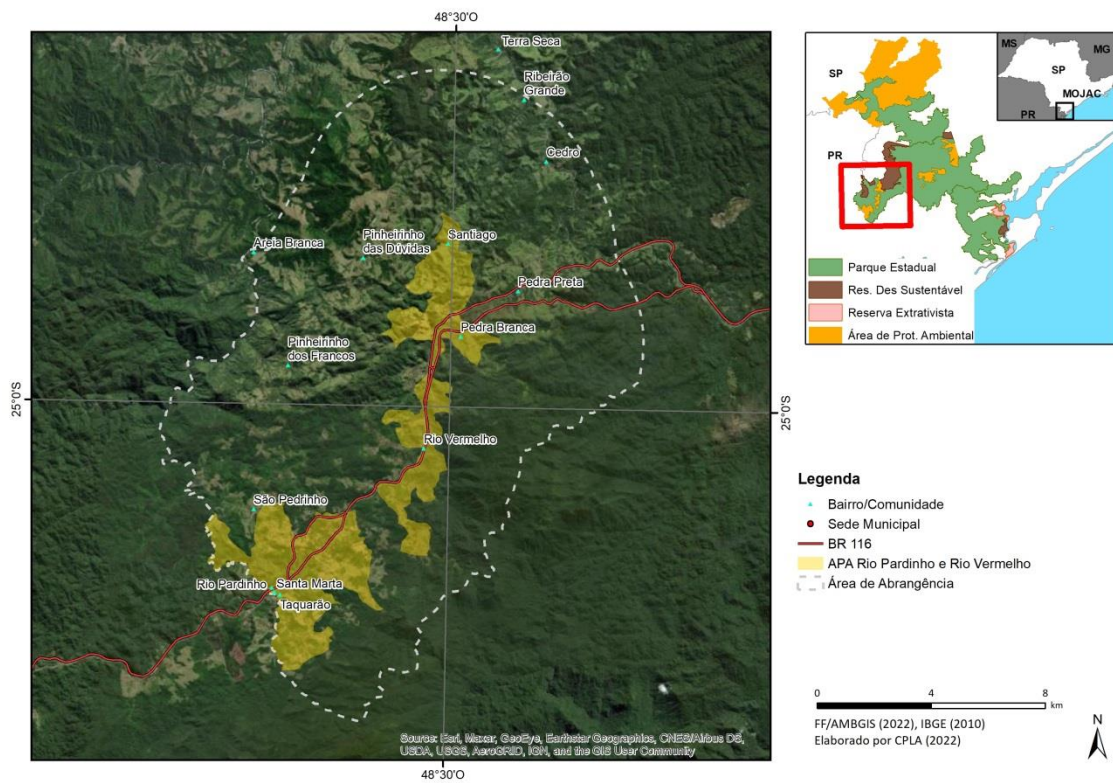 48°30'O
Terra Seca
Ribeirão
Grande
Cedro
Areia Branca
Pinheirinho
das Dúvidas
Santiago
Pedra Preta
Pedra Branca
Pinheirinho
dos Francos
25°0'S
25°0'S
Rio Vermelho
São Pedrinho
Rio Pardinho
Santa Marta
Taquarão
Source: Esri, Maxar, GeoEye, Earthstar Geographics, CNES/Airbus DS,
USDA, USGS, AeroGRID, IGN, and the GIS User Community
48°30'O
MS
MG
SP
SP
MOJAC
PR
PR
Parque Estadual
Res. Des Sustentável
Reserva Extrativista
Área de Prot. Ambiental
Legenda
Bairro/Comunidade
Sede Municipal
BR 116
APA Rio Pardinho e Rio Vermelho
Área de Abrangência
0 4 8
km
FF/AMBGIS (2022), IBGE (2010)
Elaborado por CPLA (2022)
N